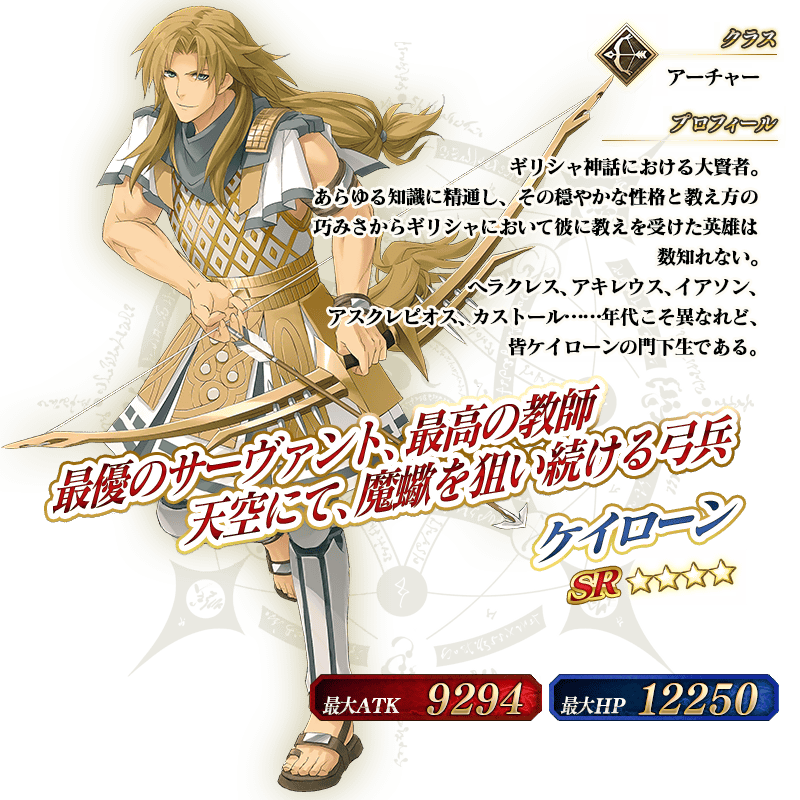 クラス
アーチャー
プロフィール
ギリシャ神話における大賢者。
あらゆる知識に精通し、その穏やかな性格と教え方の
巧みさからギリシャにおいて彼に教えを受けた英雄は
数知れない。
ヘラクレス、アキレウス、イアソン、
アスクレピオス、カストール……年代こそ異なれど、
皆ケイローンの門下生である。
最優のサーヴァント、最高の教師
天空にて、魔蠍を狙い続ける弓兵
ケイローン
SR
最大ATK 9294
最大HP 12250